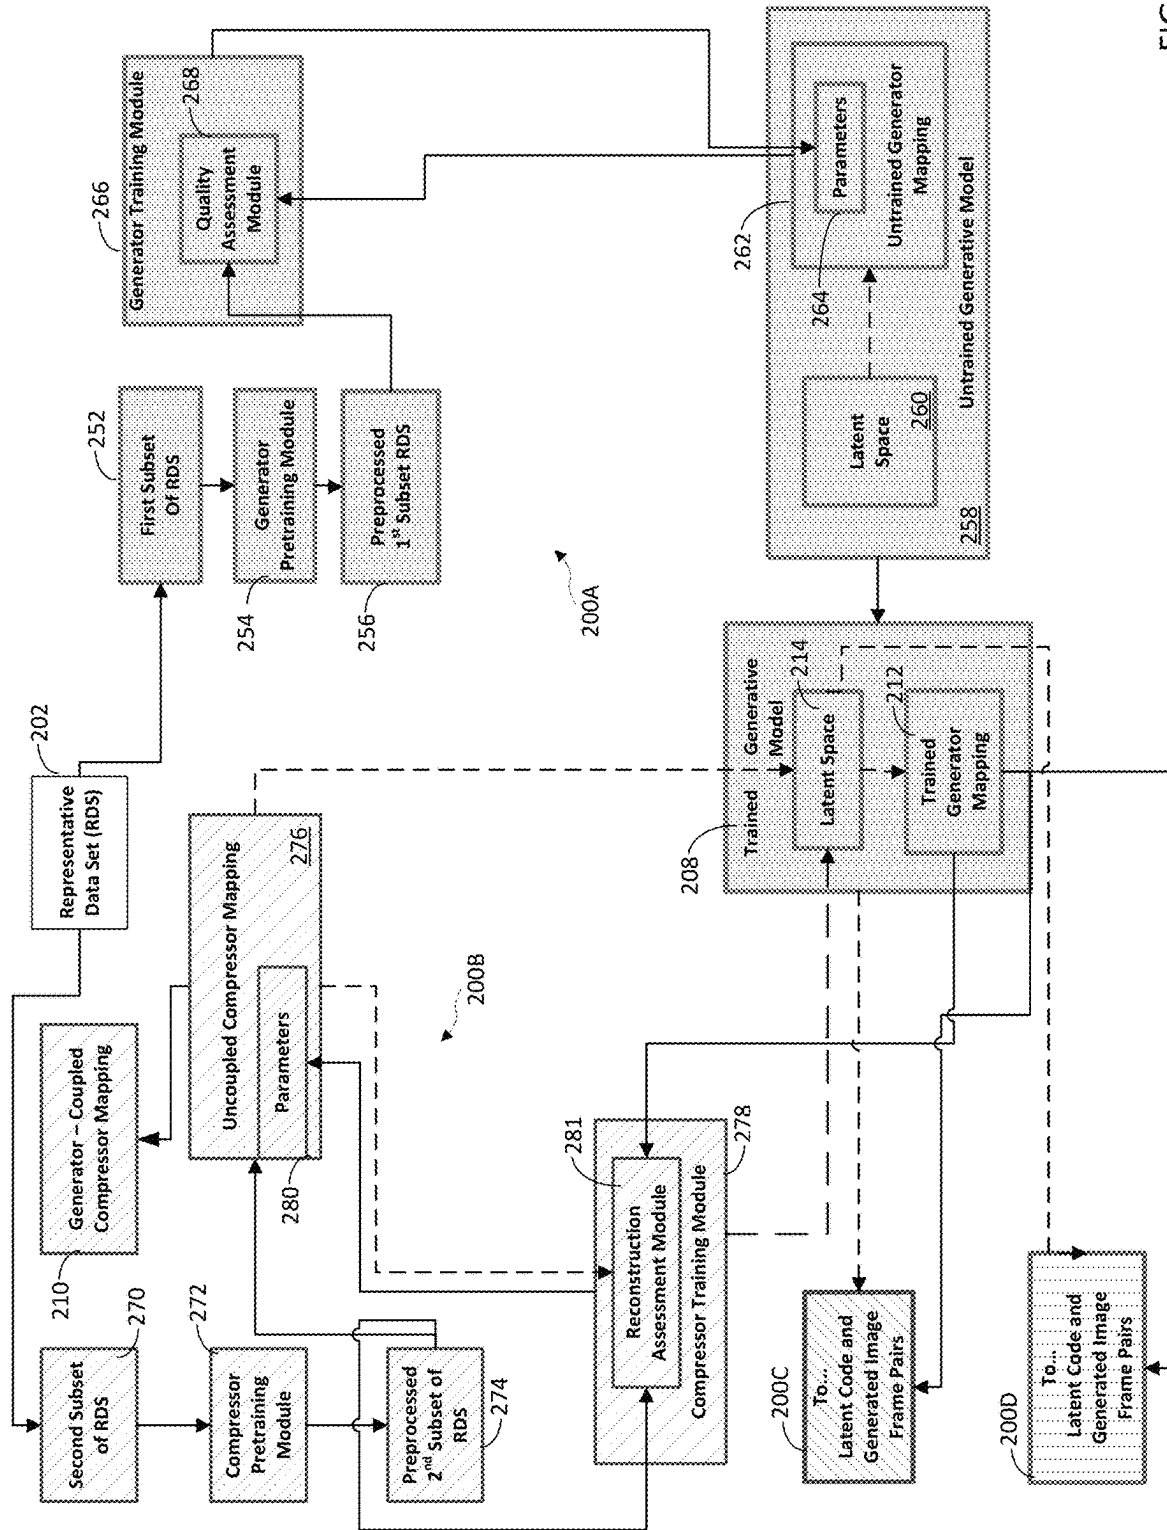 202
Representative
Data Set (RDS)
Second Subset
of RDS
270
Compressor
Pretraining
Module
272
Preprocessed
2nd Subset of
RDS
274
Generator – Coupled
Compressor Mapping
210
Uncoupled Compressor Mapping
276
Parameters
280
200B
First Subset
Of RDS
252
Generator
Pretraining Module
254
Preprocessed
1st Subset RDS
256
200A
Generator Training Module
266
Quality
Assessment
Module
268
281
Reconstruction
Assessment Module
Compressor Training Module
278
208
Trained Generative
Model
Latent Space
214
Trained
Generator
Mapping
212
258
Latent
Space
260
262
Parameters
264
Untrained Generator
Mapping
Untrained Generative Model
200C
To...
Latent Code and
Generated Image
Frame Pairs
200D
To...
Latent Code and
Generated Image
Frame Pairs
FIG